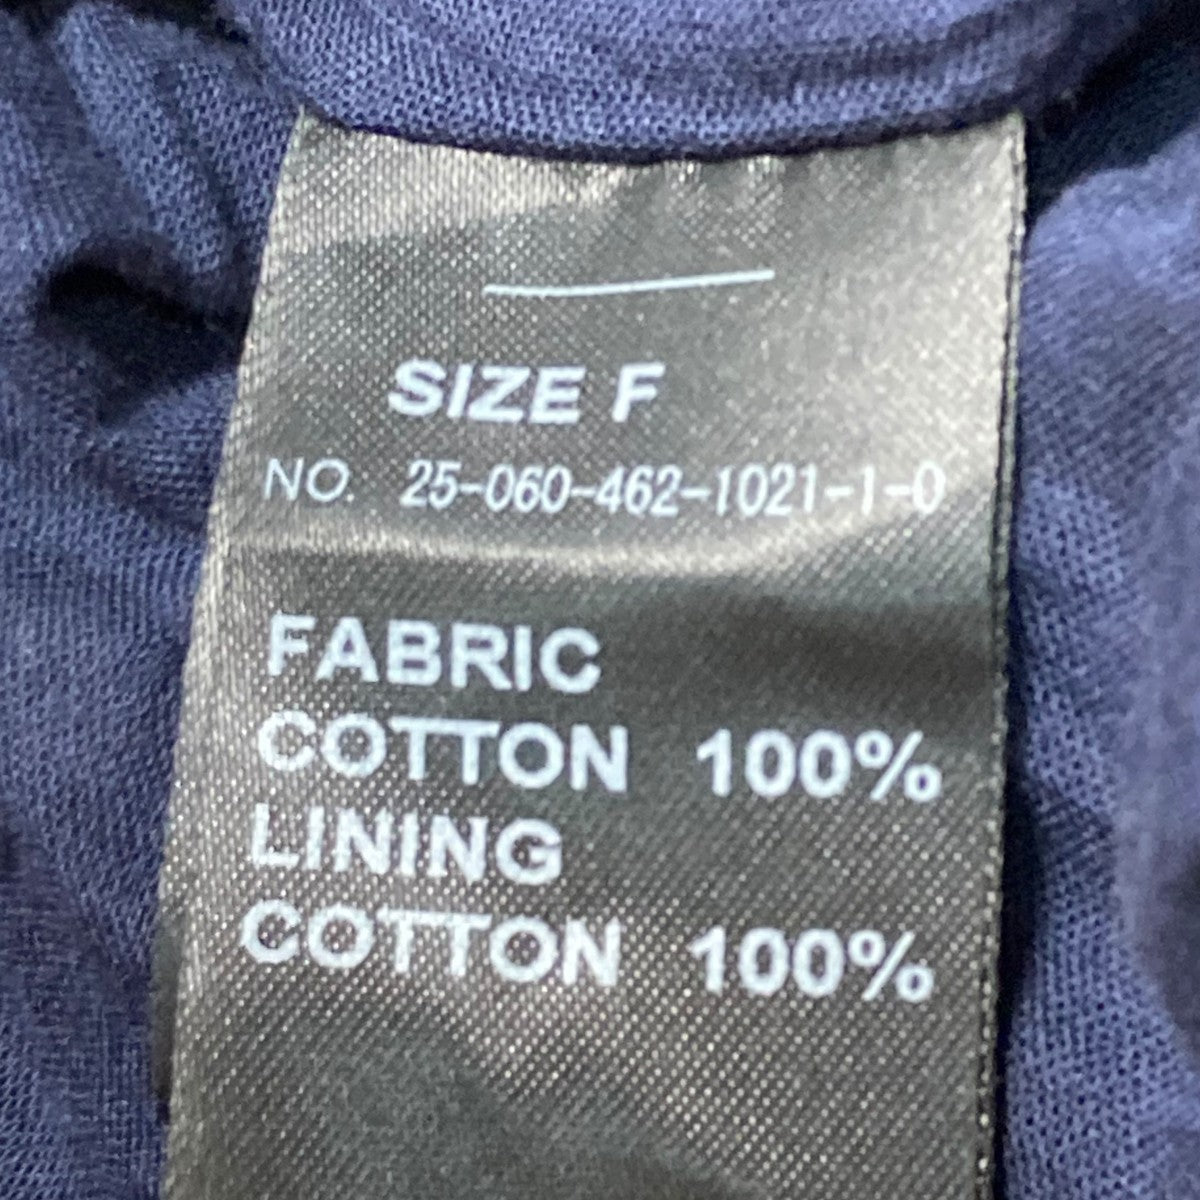 SIZE F
NO. 25-060-462-1021-1-0
FABRIC
COTTON 100%
LINING
COTTON 100%